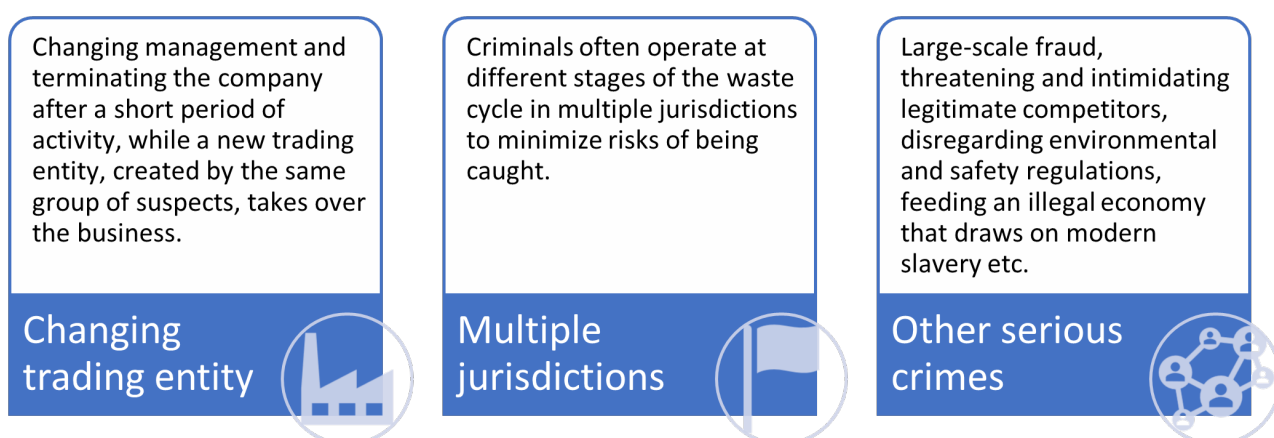 Changing management and
terminating the company
after a short period of
activity, while a new trading
entity, created by the same
group of suspects, takes over
the business.
Changing
trading entity
Criminals often operate at
different stages of the waste
cycle in multiple jurisdictions
to minimize risks of being
caught.
Multiple
jurisdictions
Large-scale fraud,
threatening and intimidating
legitimate competitors,
disregarding environmental
and safety regulations,
feeding an illegal economy
that draws on modern
slavery etc.
Other serious
crimes